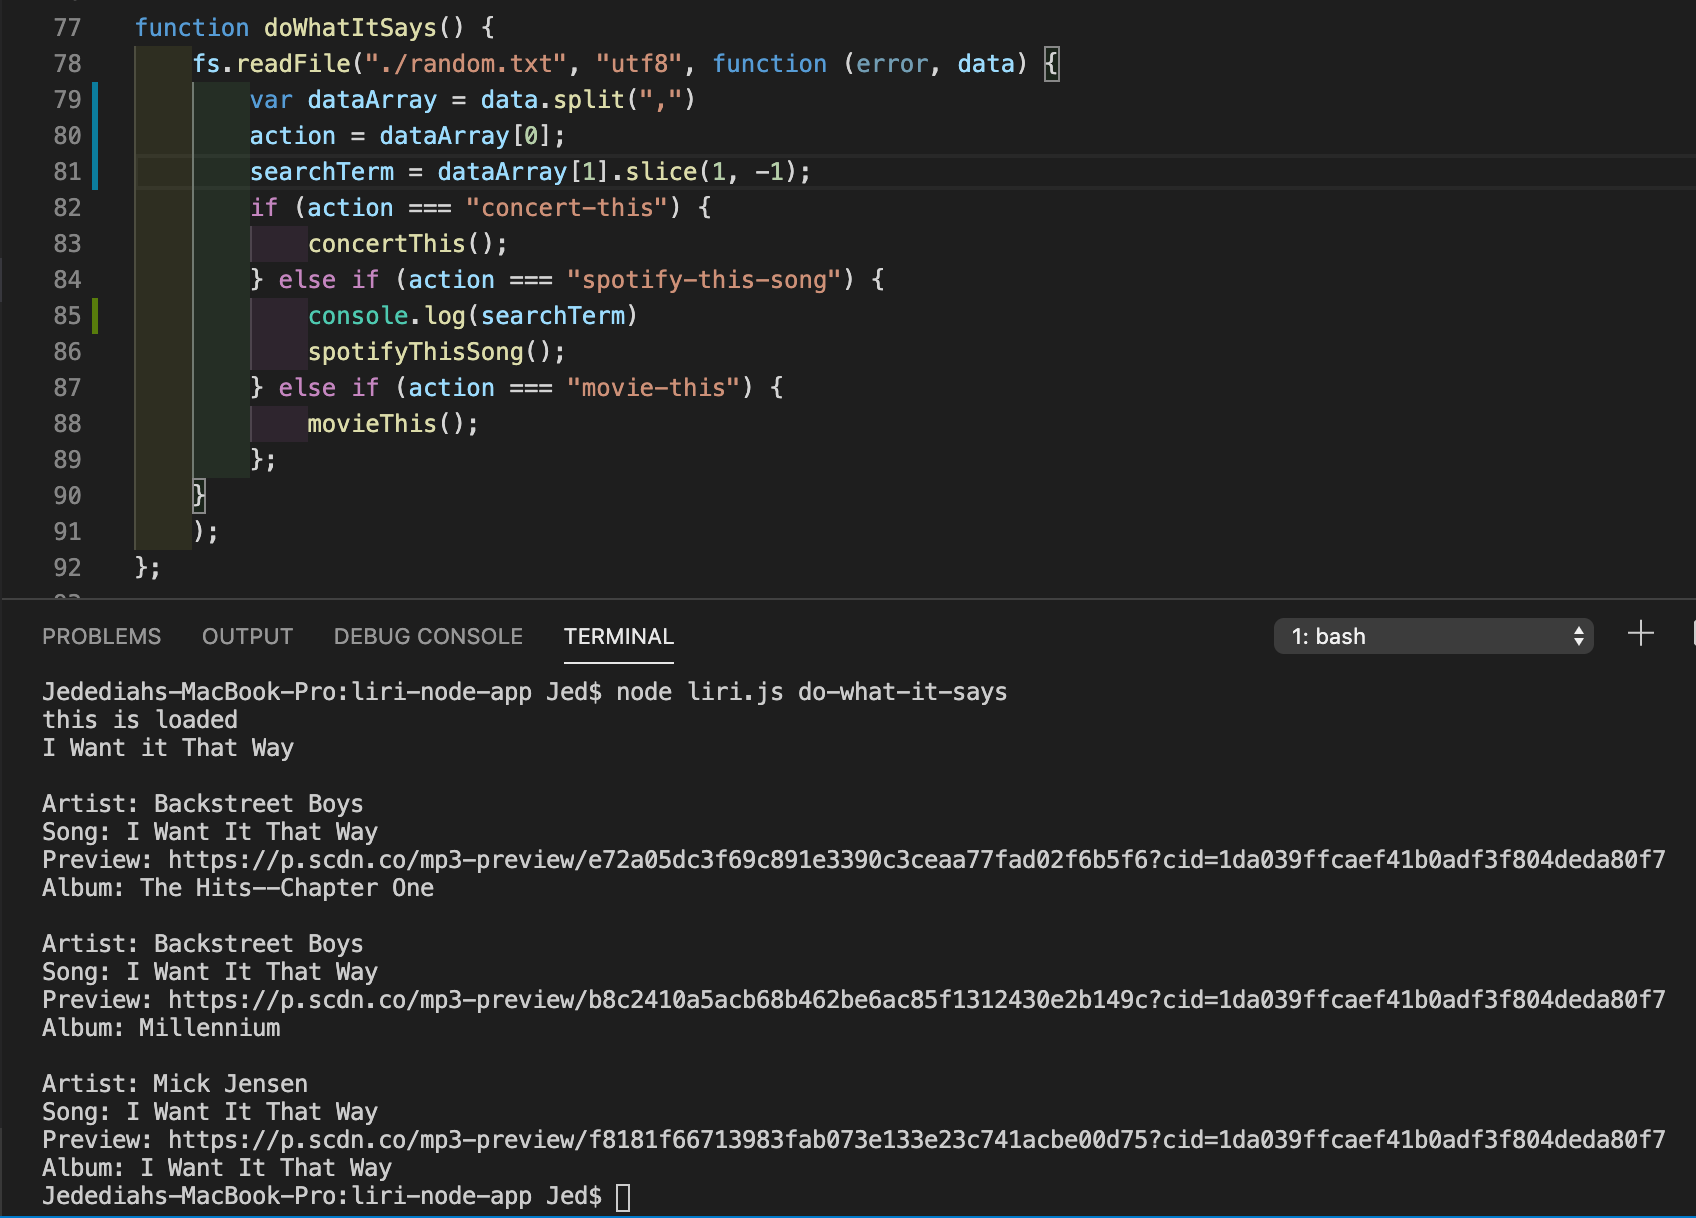 77 function doWhatItSays() {
78 fs.readFile("./random.txt", "utf8", function (error, data) {
79 var dataArray = data.split(",")
80 action = dataArray[0];
81 searchTerm = dataArray[1].slice(1, -1);
82 if (action === "concert-this") {
83 concertThis();
84 } else if (action === "spotify-this-song") {
85 console.log(searchTerm)
86 spotifyThisSong();
87 } else if (action === "movie-this") {
88 movieThis();
89 };
90 }
91 );
92 };
PROBLEMS OUTPUT DEBUG CONSOLE TERMINAL 1: bash
Jedediahs-MacBook-Pro:liri-node-app Jed$ node liri.js do-what-it-says
this is loaded
I Want it That Way
Artist: Backstreet Boys
Song: I Want It That Way
Preview: https://p.scdn.co/mp3-preview/e72a05dc3f69c891e3390c3ceaa77fad02f6b5f6?cid=1da039ffcaef41b0adf3f804deda80f7
Album: The Hits--Chapter One
Artist: Backstreet Boys
Song: I Want It That Way
Preview: https://p.scdn.co/mp3-preview/b8c2410a5acb68b462be6ac85f1312430e2b149c?cid=1da039ffcaef41b0adf3f804deda80f7
Album: Millennium
Artist: Mick Jensen
Song: I Want It That Way
Preview: https://p.scdn.co/mp3-preview/f8181f66713983fab073e133e23c741acbe00d75?cid=1da039ffcaef41b0adf3f804deda80f7
Album: I Want It That Way
Jedediahs-MacBook-Pro:liri-node-app Jed$